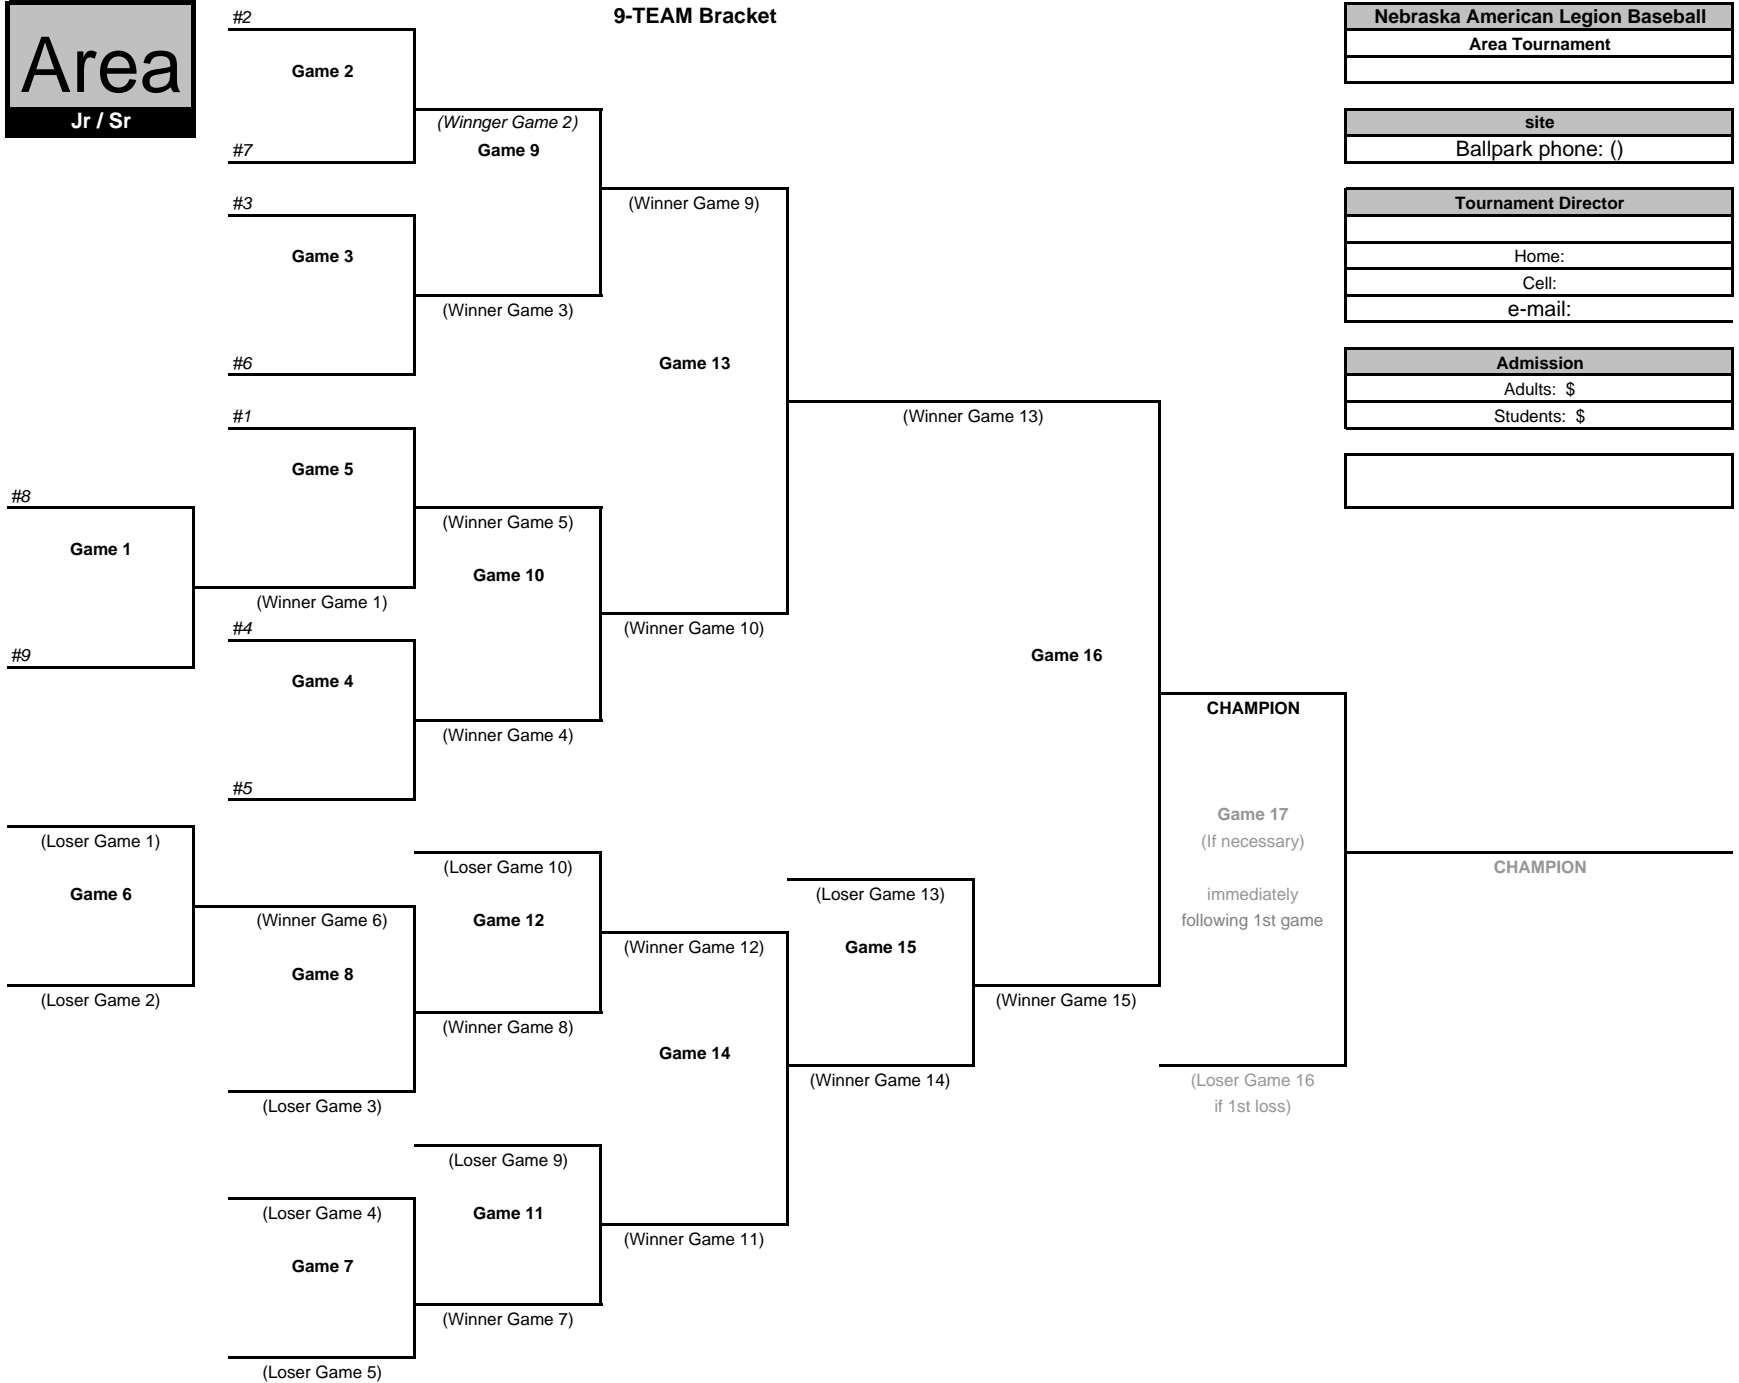 Area
Jr / Sr
9-TEAM Bracket
Nebraska American Legion Baseball
Area Tournament
site
Ballpark phone: ()
Tournament Director
Home:
Cell:
e-mail:
Admission
Adults:  $
Students:  $
#2
Game 2
#7
(Winnger Game 2)
Game 9
#3
Game 3
#6
(Winner Game 3)
(Winner Game 9)
Game 13
#1
Game 5
(Winner Game 1)
#8
Game 1
#9
(Winner Game 5)
Game 10
#4
Game 4
#5
(Winner Game 4)
(Winner Game 10)
(Winner Game 13)
Game 16
CHAMPION
Game 17
(If necessary)
immediately
following 1st game
CHAMPION
(Loser Game 16
if 1st loss)
(Loser Game 1)
Game 6
(Loser Game 2)
(Winner Game 6)
Game 8
(Loser Game 3)
(Loser Game 10)
Game 12
(Winner Game 8)
(Winner Game 12)
Game 14
(Loser Game 13)
Game 15
(Winner Game 14)
(Winner Game 15)
(Loser Game 9)
Game 11
(Winner Game 7)
(Winner Game 11)
(Loser Game 4)
Game 7
(Loser Game 5)